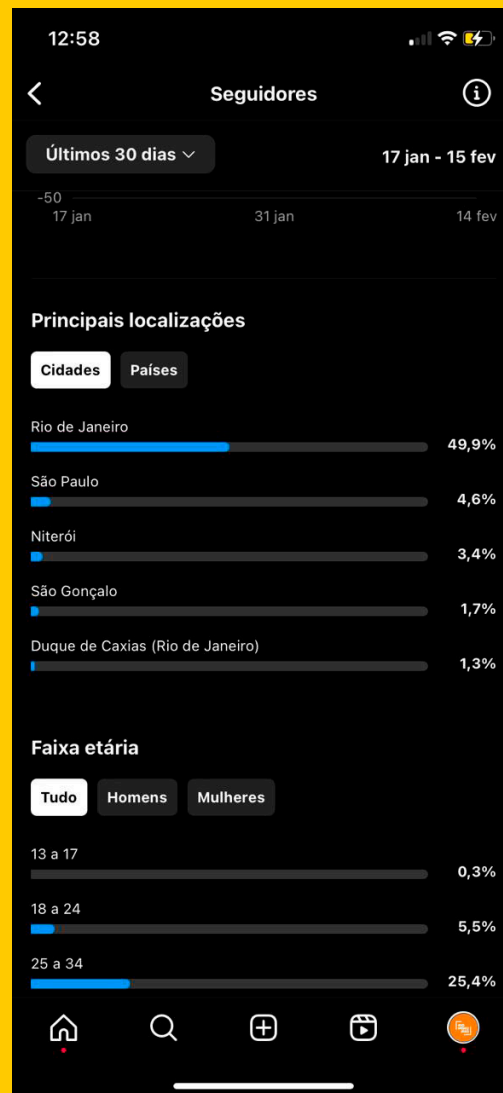 12:58
Seguidores
Últimos 30 dias
17 jan - 15 fev
-50
17 jan 31 jan 14 fev
Principais localizações
Cidades Países
Rio de Janeiro
49,9%
São Paulo
4,6%
Niterói
3,4%
São Gonçalo
1,7%
Duque de Caxias (Rio de Janeiro)
1,3%
Faixa etária
Tudo Homens Mulheres
13 a 17
0,3%
18 a 24
5,5%
25 a 34
25,4%